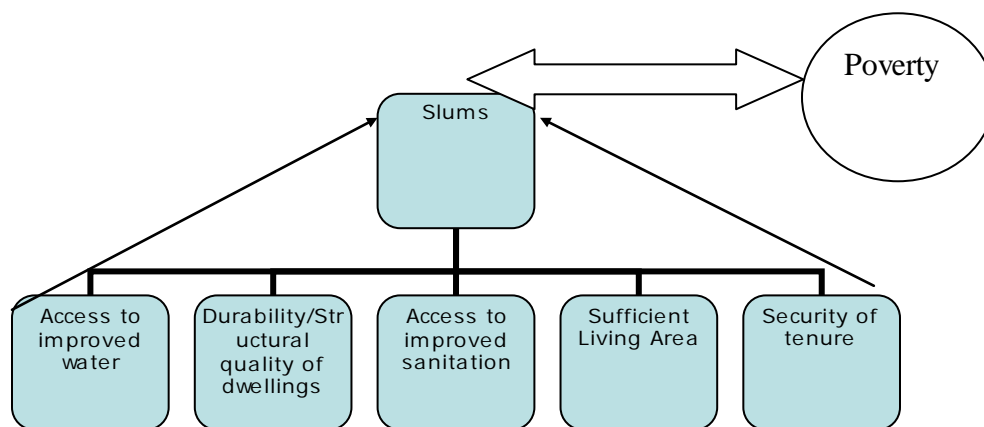 Poverty
Slums
Access to
improved
water
Durability/Str
uctural
quality of
dwellings
Access to
improved
sanitation
Sufficient
Living Area
Security of
tenure